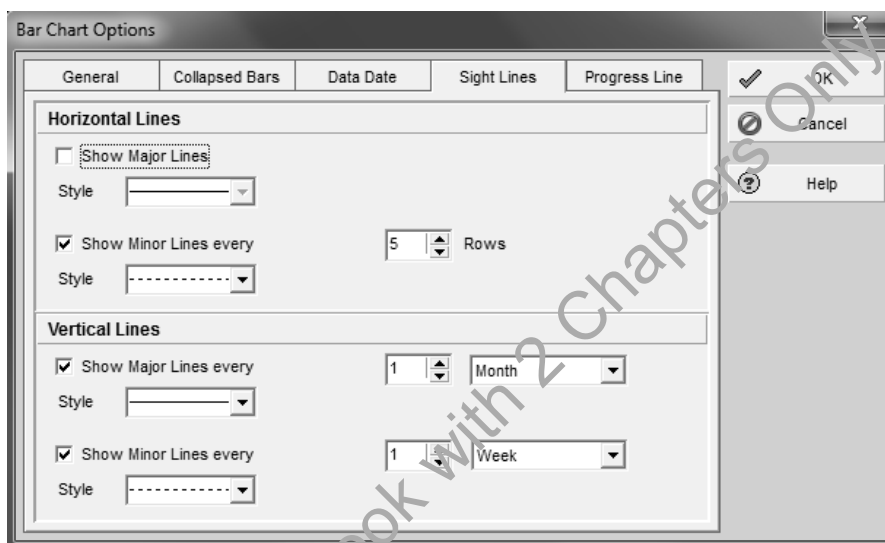 Bar Chart Options
General Collapsed Bars Data Date Sight Lines Progress Line
OK
Cancel
Help
Horizontal Lines
Show Major Lines
Style
Show Minor Lines every 5 Rows
Style
Vertical Lines
Show Major Lines every 1 Month
Style
Show Minor Lines every 1 Week
Style
with 2 Chapters Only